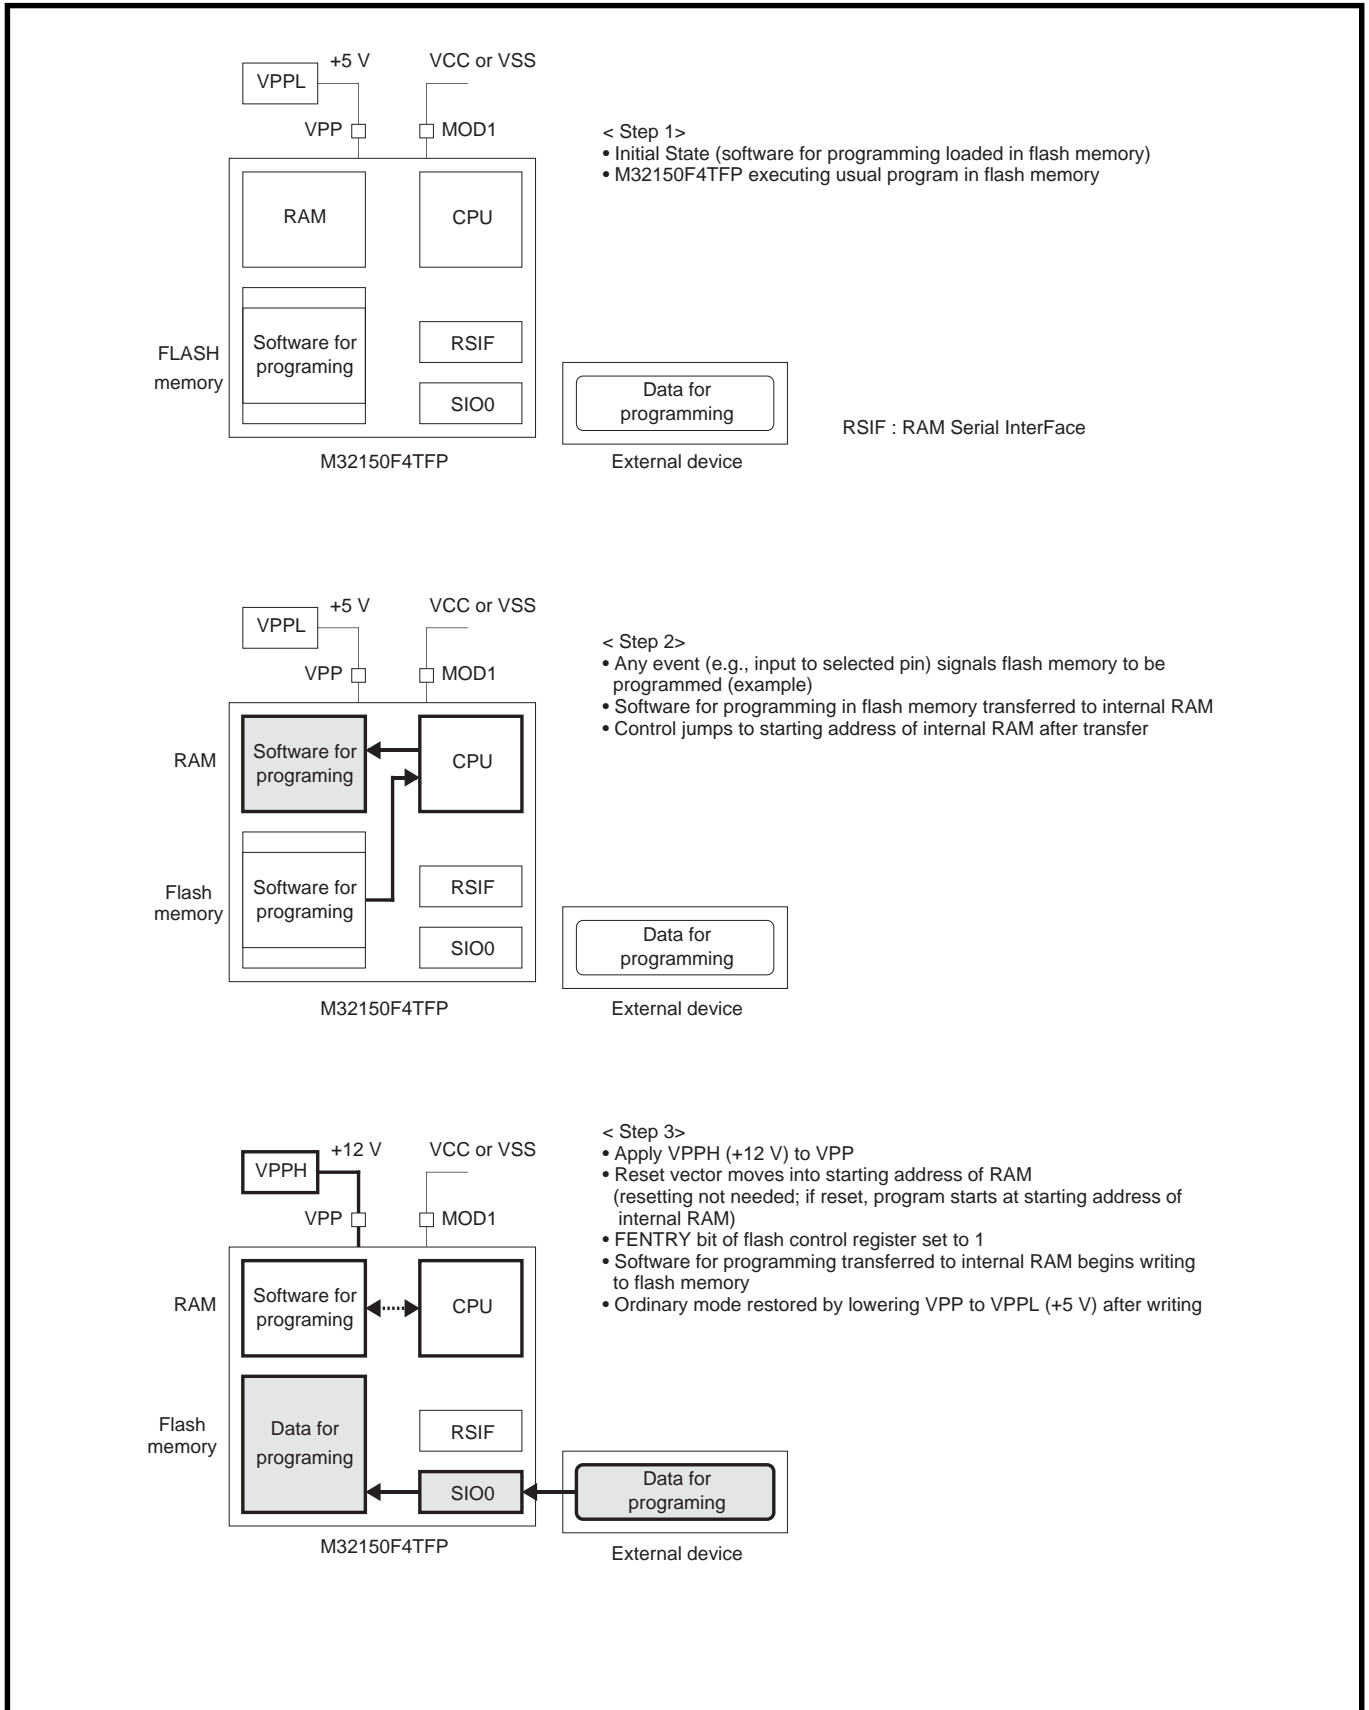 +5 V
VCC or VSS
VPPL
VPP
MOD1
< Step 1>
• Initial State (software for programming loaded in flash memory)
• M32150F4TFP executing usual program in flash memory
RAM
CPU
FLASH
memory
Software for
programing
RSIF
SIO0
Data for
programming
RSIF : RAM Serial InterFace
M32150F4TFP
External device
+5 V
VCC or VSS
VPPL
VPP
MOD1
< Step 2>
• Any event (e.g., input to selected pin) signals flash memory to be
programmed (example)
• Software for programming in flash memory transferred to internal RAM
• Control jumps to starting address of internal RAM after transfer
RAM
Software for
programing
CPU
Flash
memory
Software for
programing
RSIF
SIO0
Data for
programming
M32150F4TFP
External device
+12 V
VCC or VSS
VPPH
VPP
MOD1
< Step 3>
• Apply VPPH (+12 V) to VPP
• Reset vector moves into starting address of RAM
(resetting not needed; if reset, program starts at starting address of
internal RAM)
• FENTRY bit of flash control register set to 1
• Software for programming transferred to internal RAM begins writing
to flash memory
• Ordinary mode restored by lowering VPP to VPPL (+5 V) after writing
RAM
Software for
programing
CPU
Flash
memory
Data for
programing
RSIF
SIO0
Data for
programing
M32150F4TFP
External device